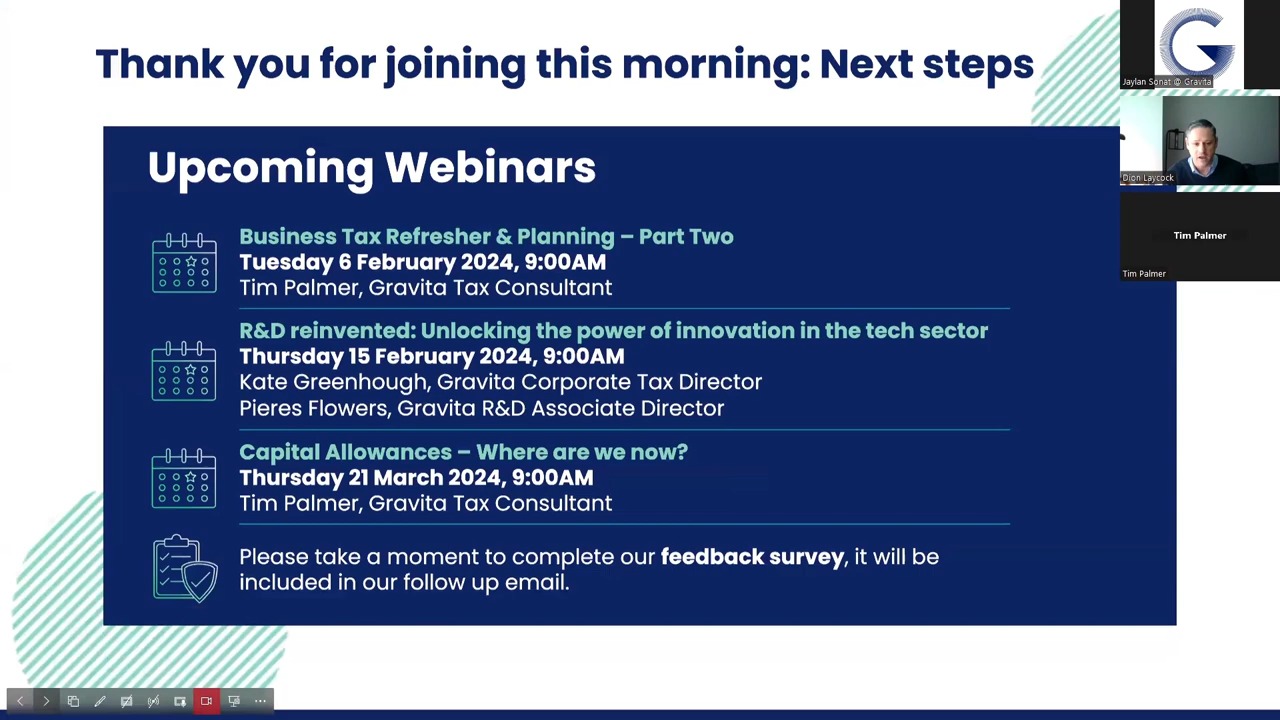 Thank you for joining this morning: Next steps
Upcoming Webinars
Business Tax Refresher & Planning – Part Two
Tuesday 6 February 2024, 9:00AM
Tim Palmer, Gravita Tax Consultant
R&D reinvented: Unlocking the power of innovation in the tech sector
Thursday 15 February 2024, 9:00AM
Kate Greenhough, Gravita Corporate Tax Director
Pieres Flowers, Gravita R&D Associate Director
Capital Allowances – Where are we now?
Thursday 21 March 2024, 9:00AM
Tim Palmer, Gravita Tax Consultant
Please take a moment to complete our feedback survey, it will be
included in our follow up email.
G
Jaylan Sonat @ Gravita
Dion Laycock
Tim Palmer
Tim Palmer